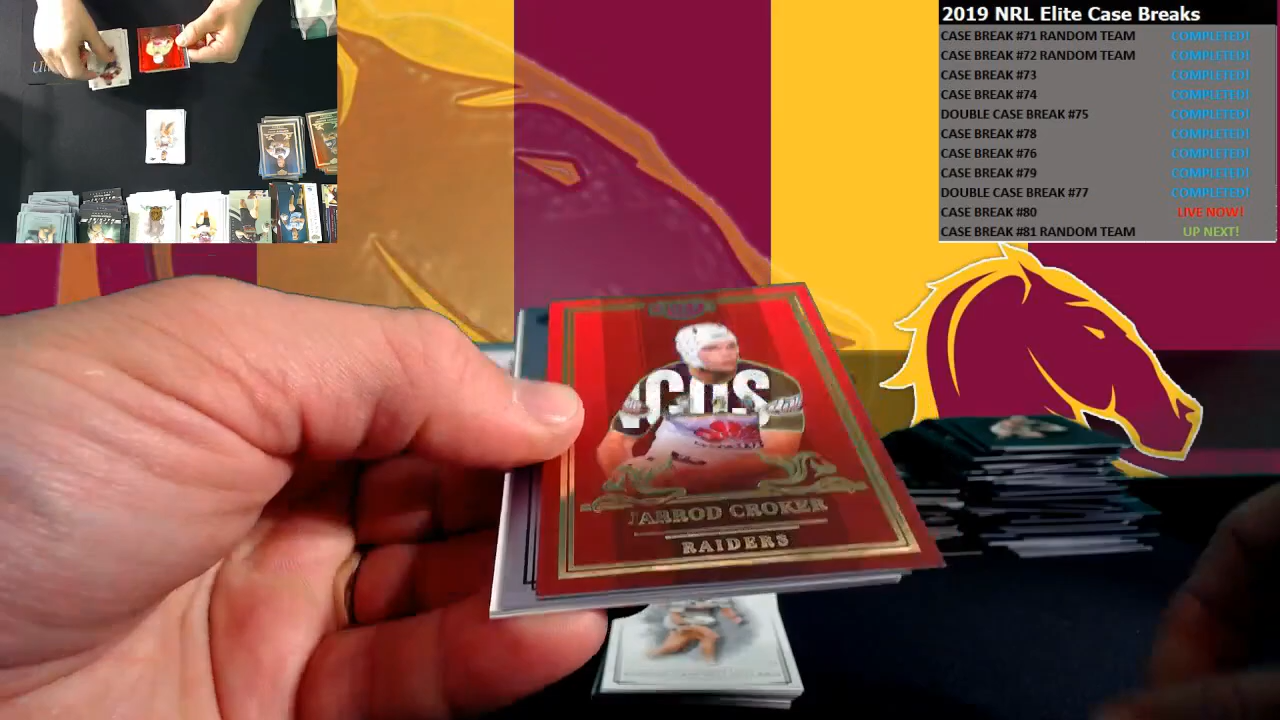 2019 NRL Elite Case Breaks
CASE BREAK #71 RANDOM TEAM COMPLETED!
CASE BREAK #72 RANDOM TEAM COMPLETED!
CASE BREAK #73 COMPLETED!
CASE BREAK #74 COMPLETED!
DOUBLE CASE BREAK #75 COMPLETED!
CASE BREAK #78 COMPLETED!
CASE BREAK #76 COMPLETED!
CASE BREAK #79 COMPLETED!
DOUBLE CASE BREAK #77 COMPLETED!
CASE BREAK #80 LIVE NOW!
CASE BREAK #81 RANDOM TEAM UP NEXT!
JARROD CROKER
RAIDERS